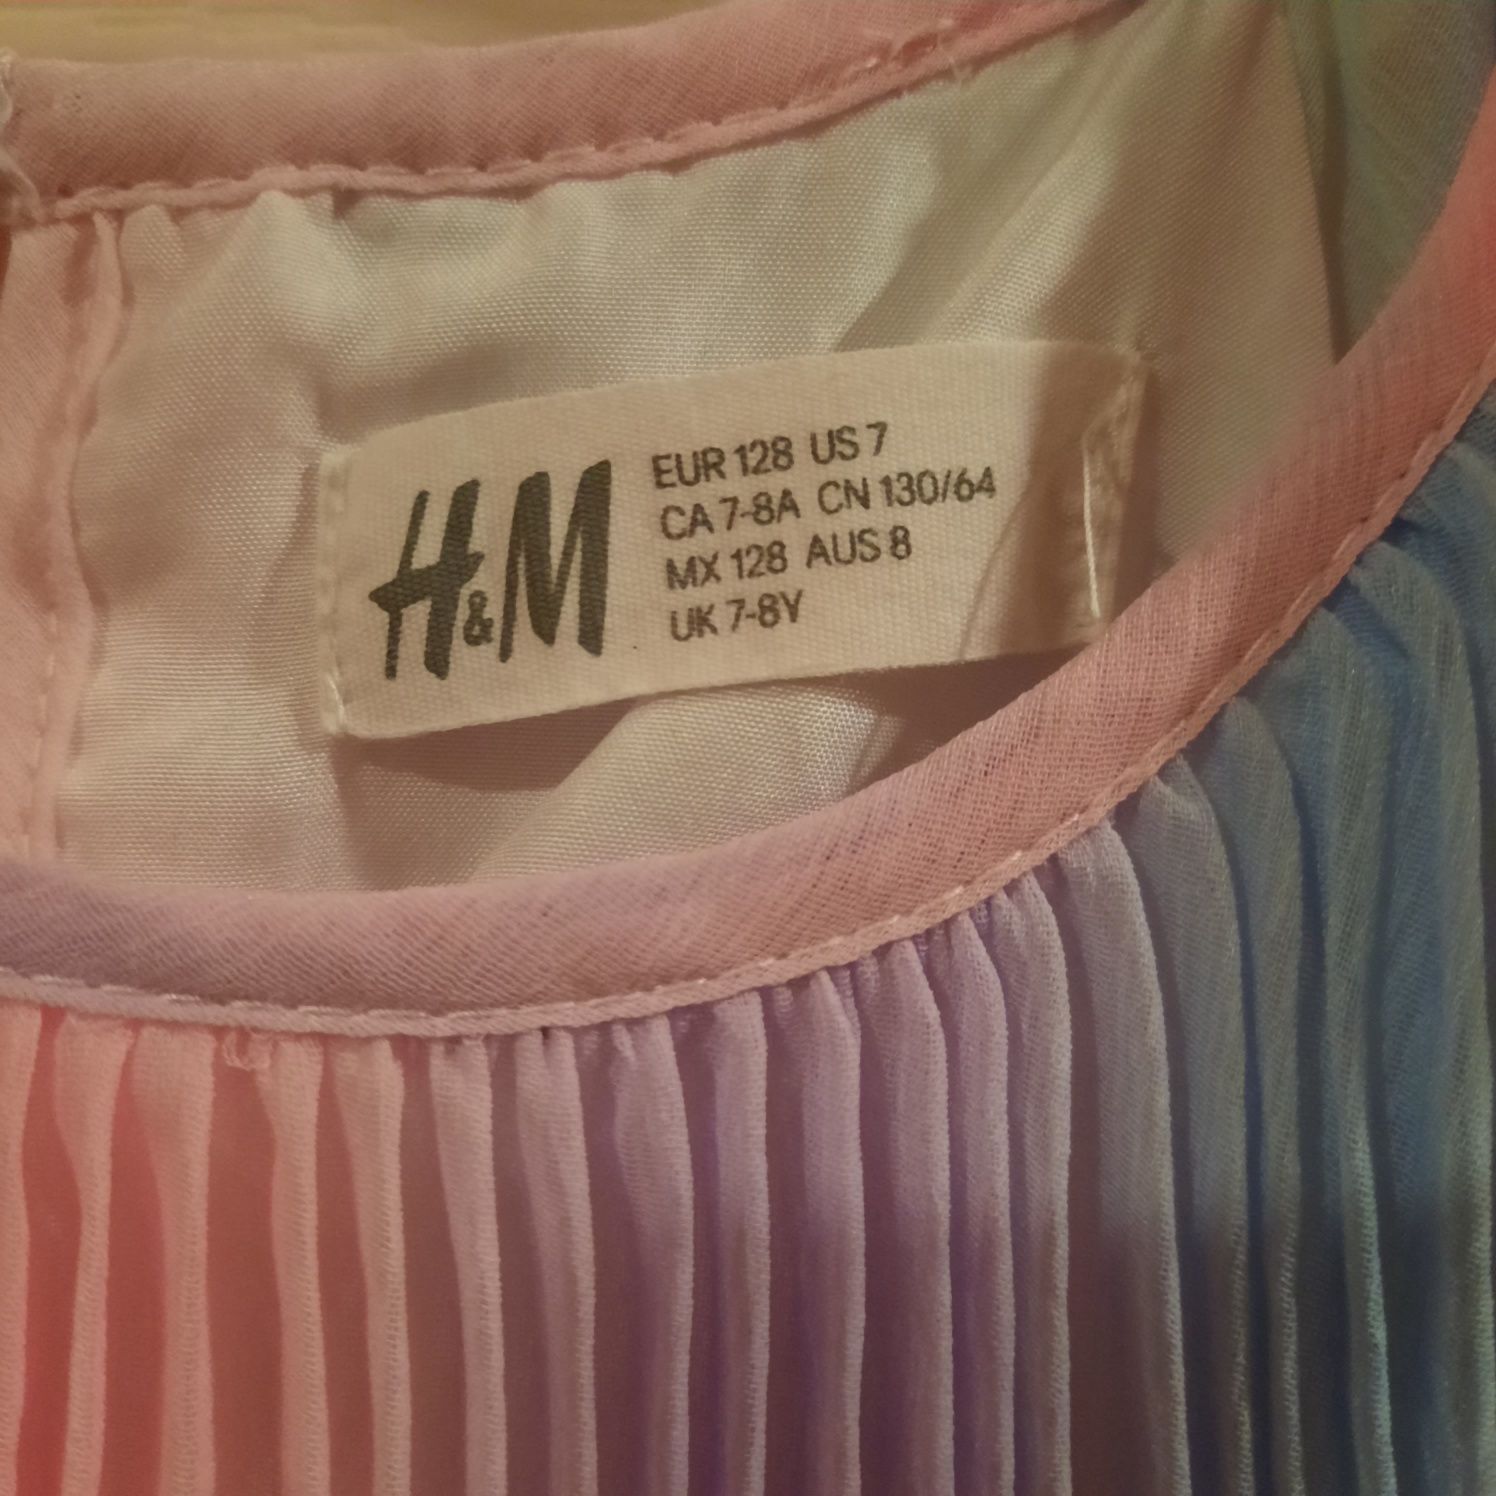 H&M
EUR 128 US 7
CA 7-8A CN 130/64
MX 128 AUS 8
UK 7-8Y